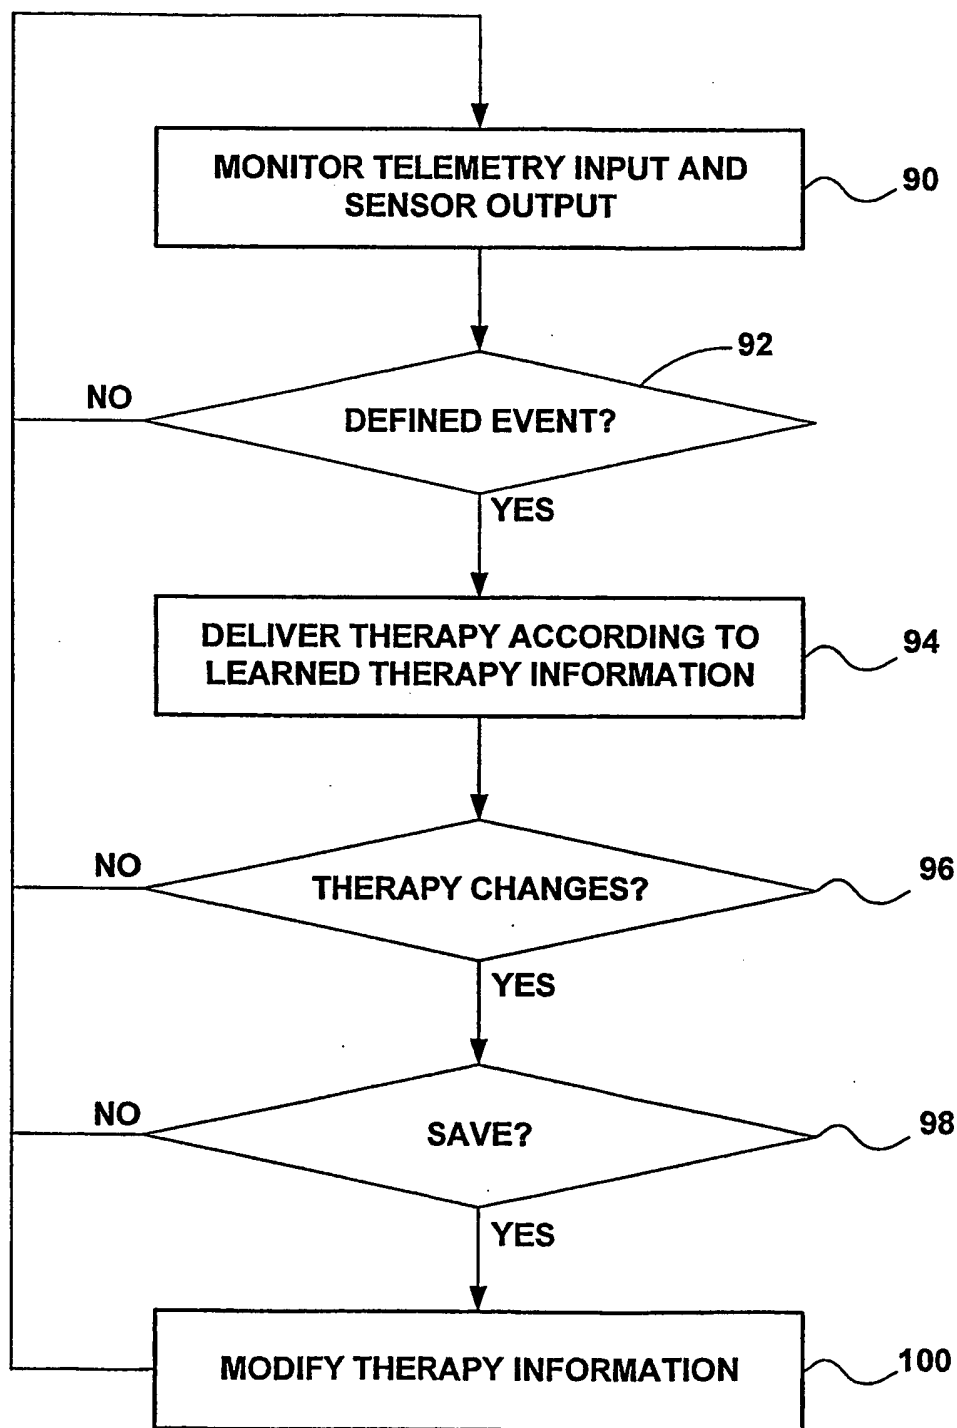 MONITOR TELEMETRY INPUT AND
SENSOR OUTPUT
90
92
NO
DEFINED EVENT?
YES
DELIVER THERAPY ACCORDING TO
LEARNED THERAPY INFORMATION
94
NO
THERAPY CHANGES?
96
YES
NO
SAVE?
98
YES
MODIFY THERAPY INFORMATION
100